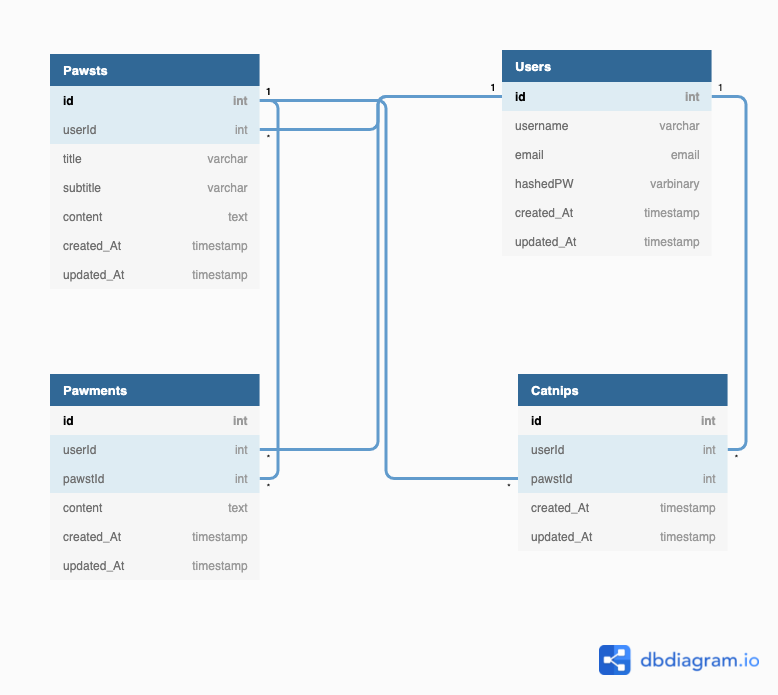 Pawsts
id int
userId int
title varchar
subtitle varchar
content text
created_At timestamp
updated_At timestamp
1
*
Users
id int
username varchar
email email
hashedPW varbinary
created_At timestamp
updated_At timestamp
1
1
Pawments
id int
userId int
pawstId int
content text
created_At timestamp
updated_At timestamp
*
*
Catnips
id int
userId int
pawstId int
created_At timestamp
updated_At timestamp
*
*
dbdiagram.io